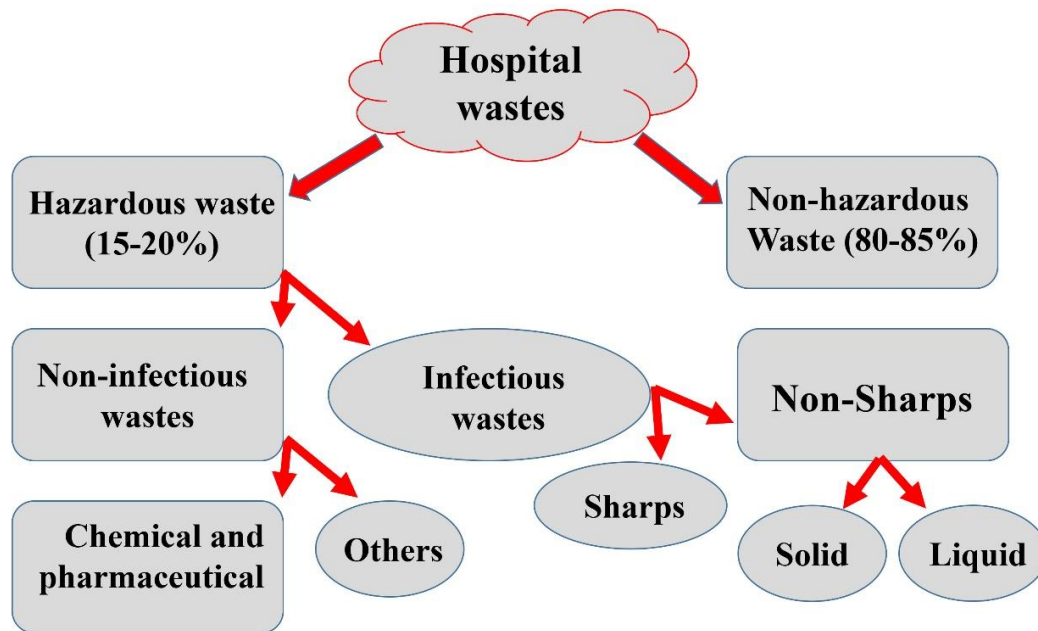 Hospital
wastes
Hazardous waste
(15-20%)
Non-hazardous
Waste (80-85%)
Non-infectious
wastes
Infectious
wastes
Non-Sharps
Chemical and
pharmaceutical
Others
Sharps
Solid
Liquid